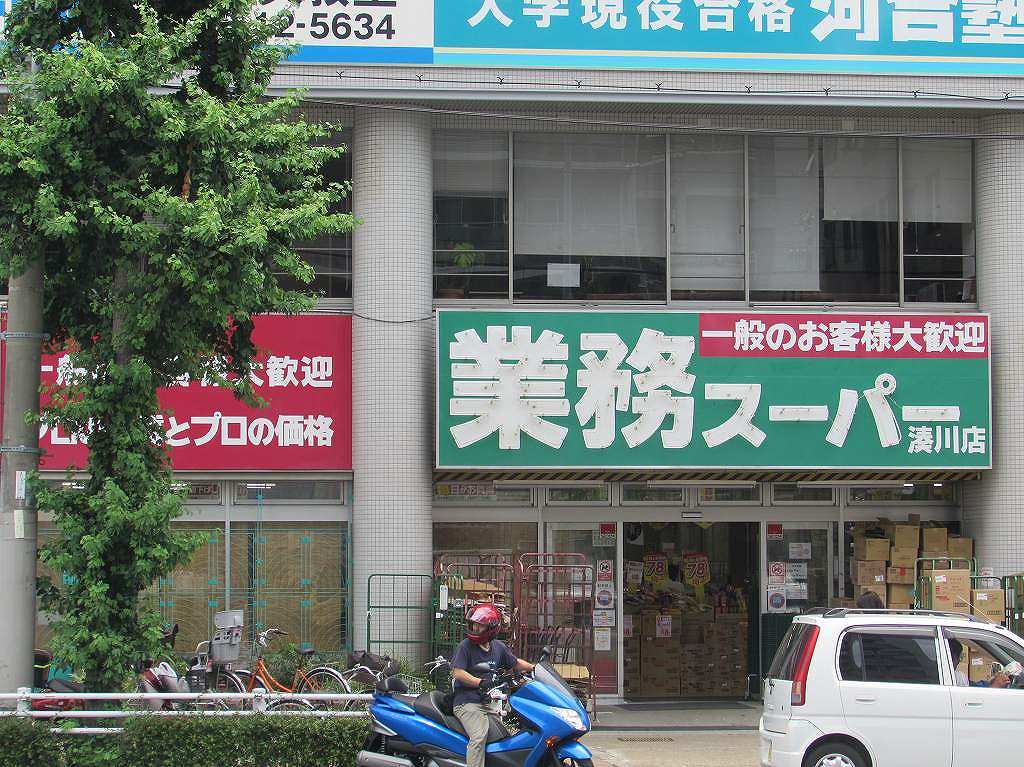 12-5634
大学現役合格 河合塾
一般のお客様大歓迎
業務スーパー
湊川店
大歓迎
とプロの価格
78
78